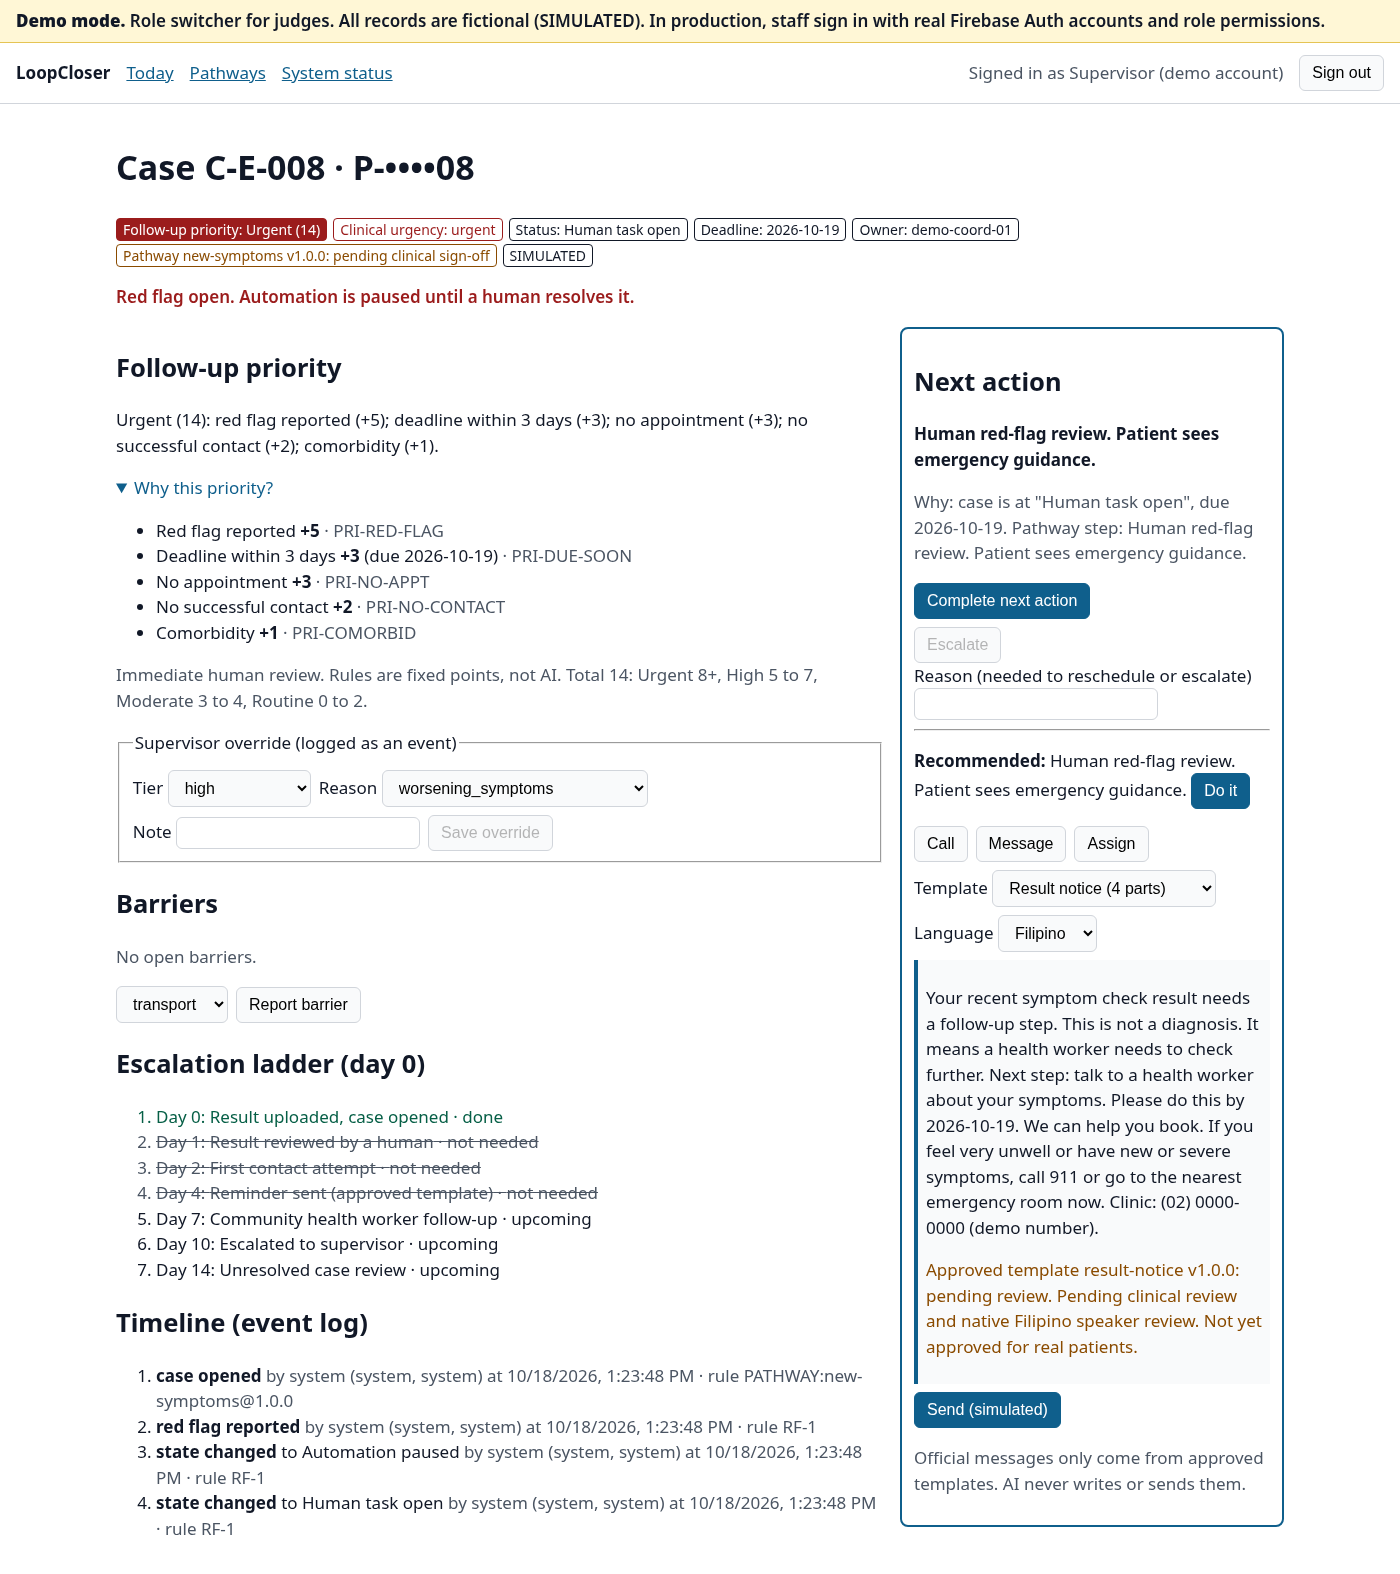 Demo mode. Role switcher for judges. All records are fictional (SIMULATED). In production, staff sign in with real Firebase Auth accounts and role permissions.
LoopCloser Today Pathways System status Signed in as Supervisor (demo account) Sign out
Case C-E-008 · P-••••08
Follow-up priority: Urgent (14) Clinical urgency: urgent Status: Human task open Deadline: 2026-10-19 Owner: demo-coord-01
Pathway new-symptoms v1.0.0: pending clinical sign-off SIMULATED
Red flag open. Automation is paused until a human resolves it.
Follow-up priority
Urgent (14): red flag reported (+5); deadline within 3 days (+3); no appointment (+3); no
successful contact (+2); comorbidity (+1).
▼ Why this priority?
• Red flag reported +5 · PRI-RED-FLAG
• Deadline within 3 days +3 (due 2026-10-19) · PRI-DUE-SOON
• No appointment +3 · PRI-NO-APPT
• No successful contact +2 · PRI-NO-CONTACT
• Comorbidity +1 · PRI-COMORBID
Immediate human review. Rules are fixed points, not AI. Total 14: Urgent 8+, High 5 to 7,
Moderate 3 to 4, Routine 0 to 2.
Supervisor override (logged as an event)
Tier high Reason worsening_symptoms
Note Save override
Barriers
No open barriers.
transport Report barrier
Escalation ladder (day 0)
1. Day 0: Result uploaded, case opened · done
2. Day 1: Result reviewed by a human · not needed
3. Day 2: First contact attempt · not needed
4. Day 4: Reminder sent (approved template) · not needed
5. Day 7: Community health worker follow-up · upcoming
6. Day 10: Escalated to supervisor · upcoming
7. Day 14: Unresolved case review · upcoming
Timeline (event log)
1. case opened by system (system, system) at 10/18/2026, 1:23:48 PM · rule PATHWAY:new-
symptoms@1.0.0
2. red flag reported by system (system, system) at 10/18/2026, 1:23:48 PM · rule RF-1
3. state changed to Automation paused by system (system, system) at 10/18/2026, 1:23:48
PM · rule RF-1
4. state changed to Human task open by system (system, system) at 10/18/2026, 1:23:48 PM
· rule RF-1
Next action
Human red-flag review. Patient sees
emergency guidance.
Why: case is at "Human task open", due
2026-10-19. Pathway step: Human red-flag
review. Patient sees emergency guidance.
Complete next action
Escalate
Reason (needed to reschedule or escalate)
Recommended: Human red-flag review.
Patient sees emergency guidance. Do it
Call Message Assign
Template Result notice (4 parts)
Language Filipino
Your recent symptom check result needs
a follow-up step. This is not a diagnosis. It
means a health worker needs to check
further. Next step: talk to a health worker
about your symptoms. Please do this by
2026-10-19. We can help you book. If you
feel very unwell or have new or severe
symptoms, call 911 or go to the nearest
emergency room now. Clinic: (02) 0000-
0000 (demo number).
Approved template result-notice v1.0.0:
pending review. Pending clinical review
and native Filipino speaker review. Not yet
approved for real patients.
Send (simulated)
Official messages only come from approved
templates. AI never writes or sends them.